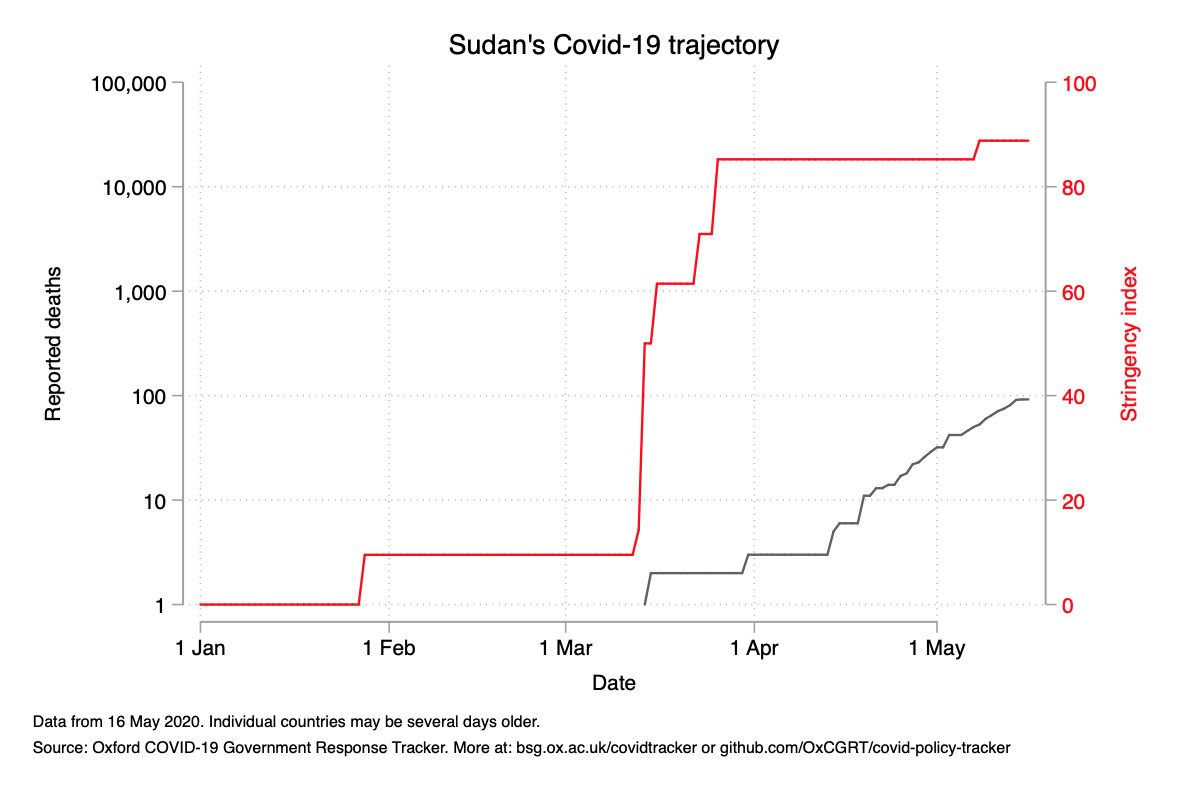 Sudan's Covid-19 trajectory
100,000
10,000
1,000
100
10
1
Reported deaths
100
80
60
40
20
0
Stringency index
1 Jan
1 Feb
1 Mar
1 Apr
1 May
Date
Data from 16 May 2020. Individual countries may be several days older.
Source: Oxford COVID-19 Government Response Tracker. More at: bsg.ox.ac.uk/covidtracker or github.com/OxCGRT/covid-policy-tracker